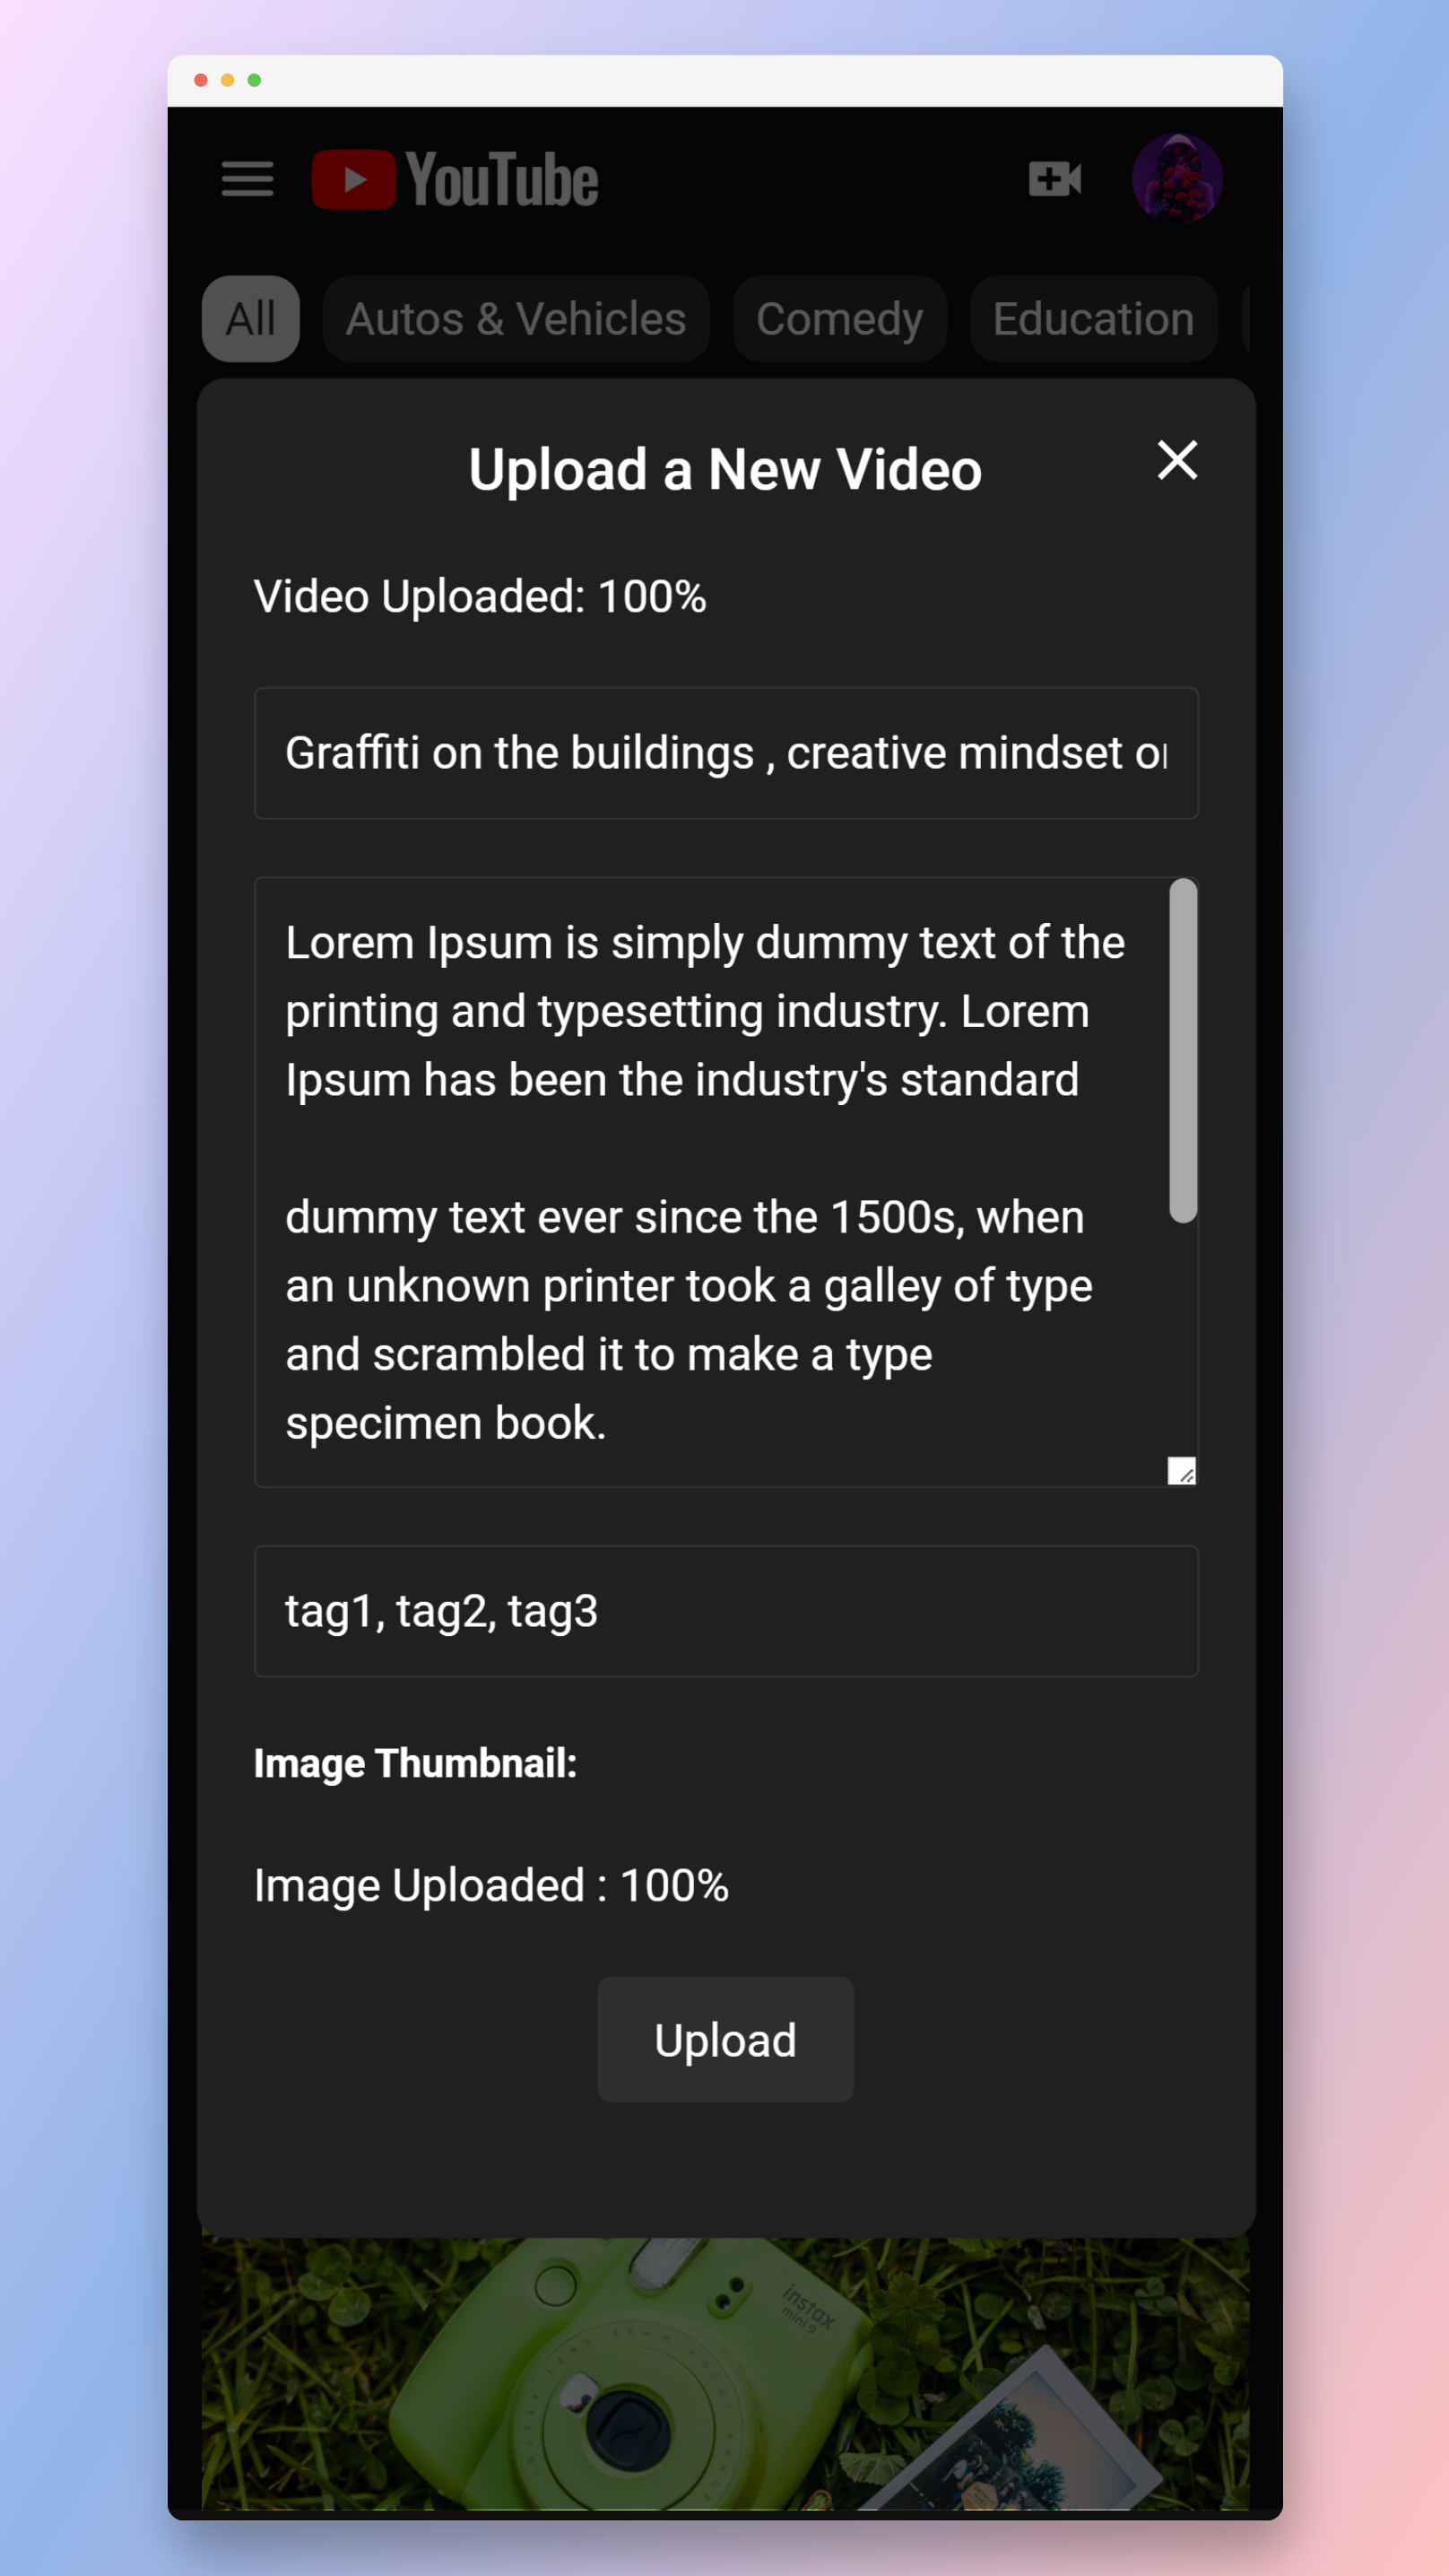 YouTube
All
Autos & Vehicles
Comedy
Education
Upload a New Video
Video Uploaded: 100%
Graffiti on the buildings , creative mindset
Lorem Ipsum is simply dummy text of the
printing and typesetting industry. Lorem
Ipsum has been the industry's standard
dummy text ever since the 1500s, when
an unknown printer took a galley of type
and scrambled it to make a type
specimen book.
tag1, tag2, tag3
Image Thumbnail:
Image Uploaded : 100%
Upload
instax
mini 9